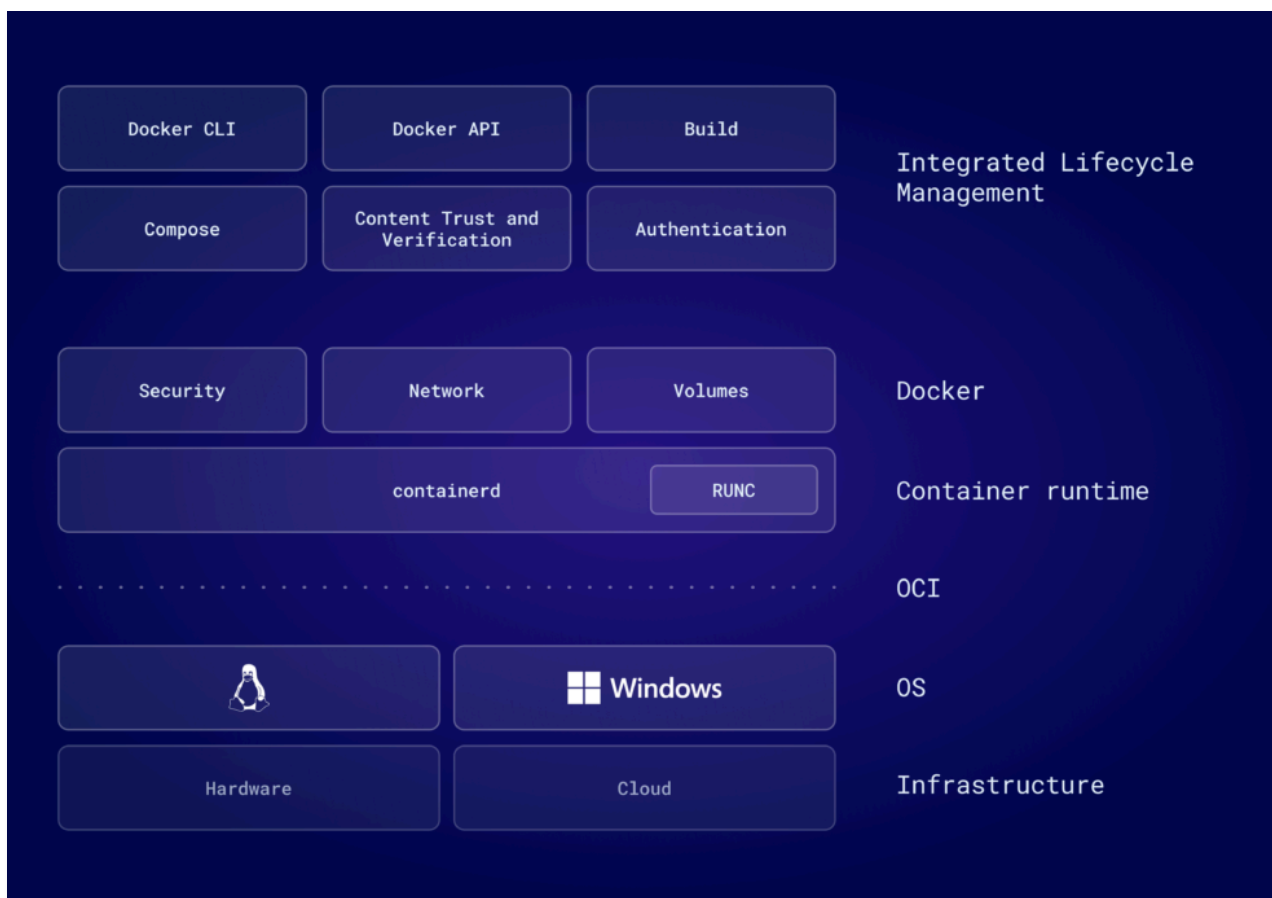 Docker CLI
Docker API
Build
Integrated Lifecycle
Management
Compose
Content Trust and
Verification
Authentication
Security
Network
Volumes
Docker
containerd
RUNC
Container runtime
OCI
Windows
OS
Hardware
Cloud
Infrastructure